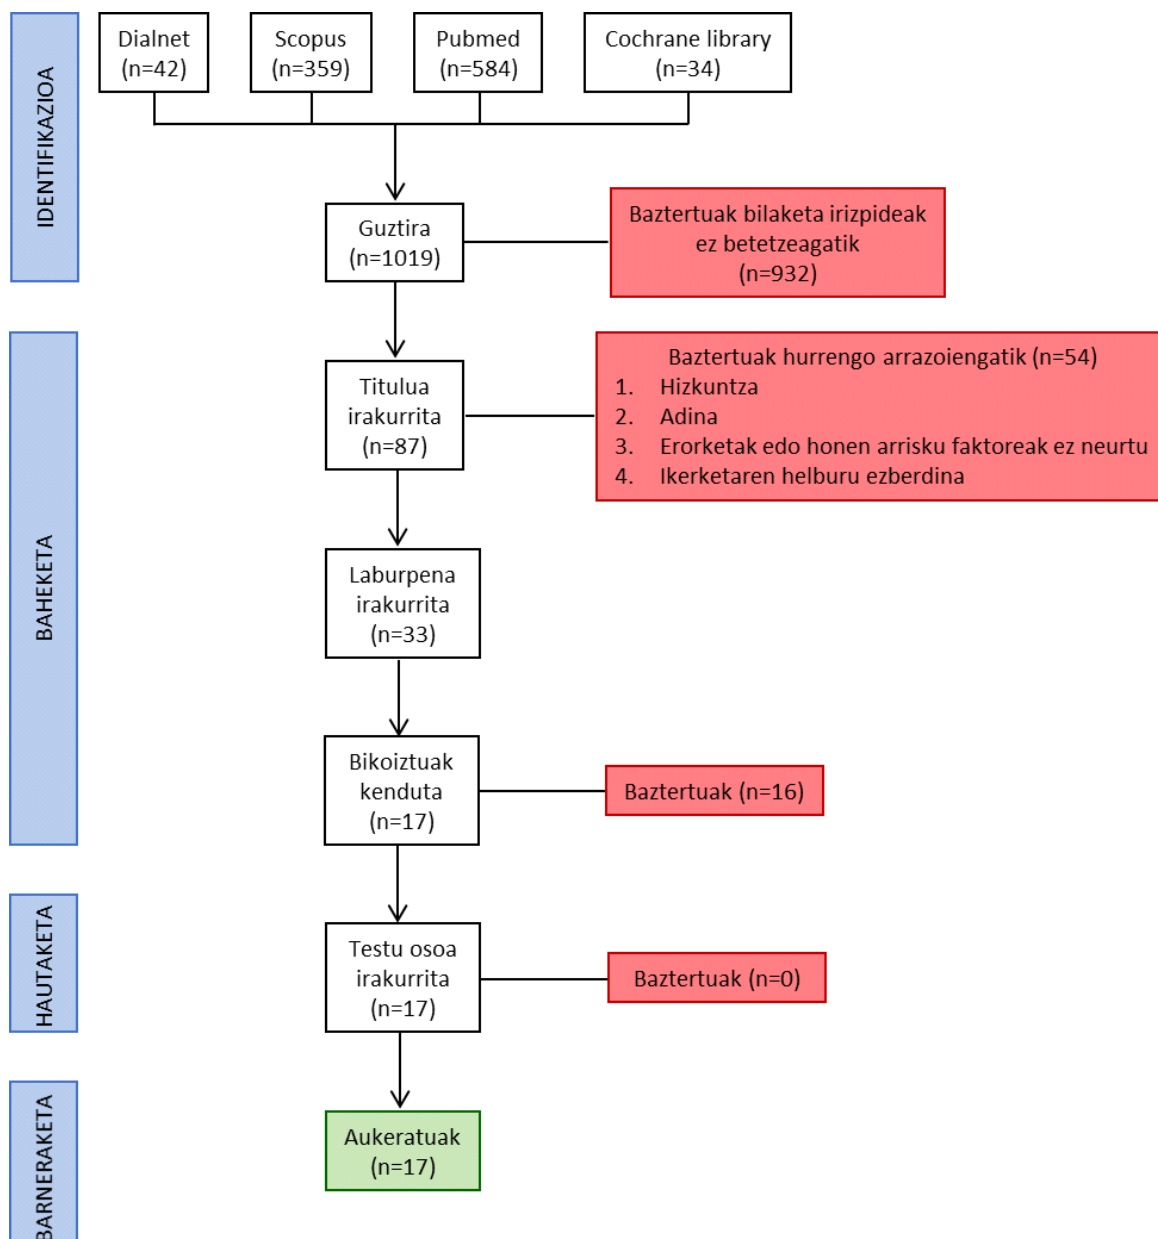 IDENTIFIKAZIOA
Dialnet
(n=42)
Scopus
(n=359)
Pubmed
(n=584)
Cochrane library
(n=34)
Guztira
(n=1019)
Baztertuak bilaketa irizpideak
ez betetzeagatik
(n=932)
BAHEKETA
Titulua
irakurrita
(n=87)
Baztertuak hurrengo arrazoiengatik (n=54)
1. Hizkuntza
2. Adina
3. Erorketak edo honen arrisku faktoreak ez neurtu
4. Ikerketaren helburu ezberdina
Laburpena
irakurrita
(n=33)
Bikoiztuak
kenduta
(n=17)
Baztertuak (n=16)
HAUTAKETA
Testu osoa
irakurrita
(n=17)
Baztertuak (n=0)
BARNERAKETA
Aukeratuak
(n=17)